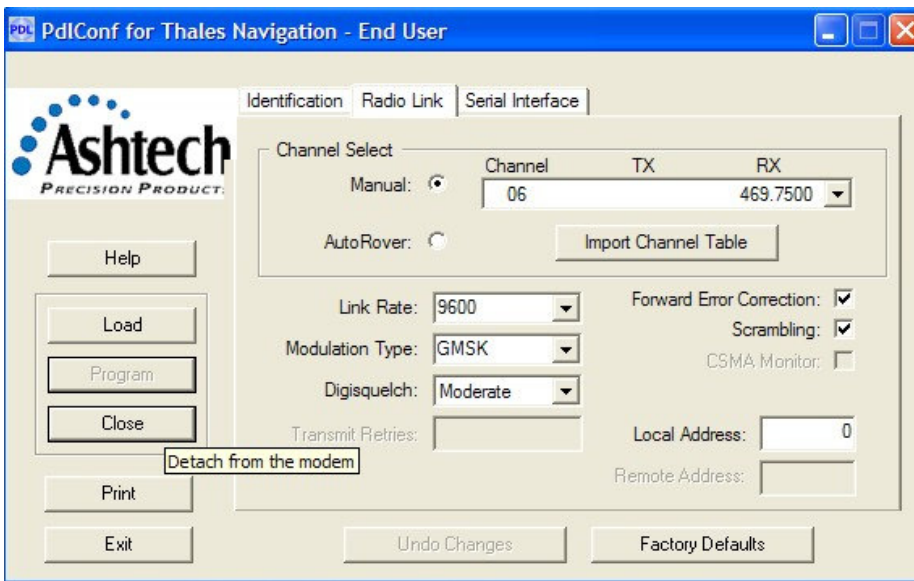 PDL PdlConf for Thales Navigation - End User
Identification Radio Link Serial Interface
Ashtech
PRECISION PRODUCT
Channel Select
Channel TX RX
Manual: 06 469.7500
AutoRover: Import Channel Table
Help
Load
Program
Close
Detach from the modem
Print
Exit
Link Rate: 9600
Modulation Type: GMSK
Digisquelch: Moderate
Transmit Retries:
Forward Error Correction:
Scrambling:
CSMA Monitor:
Local Address: 0
Remote Address:
Undo Changes Factory Defaults